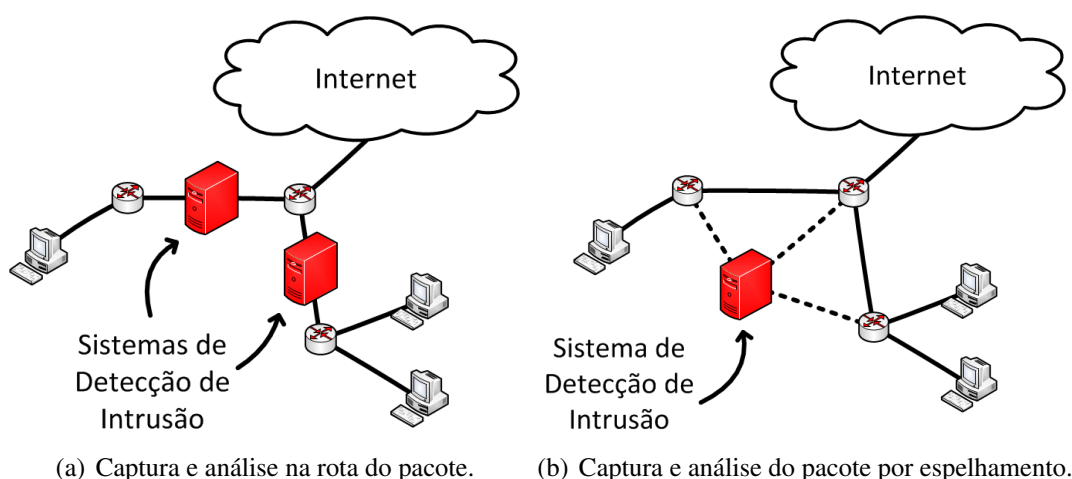 Internet
Sistemas de
Detecção de
Intrusão
(a) Captura e análise na rota do pacote.
Internet
Sistema de
Detecção de
Intrusão
(b) Captura e análise do pacote por espelhamento.